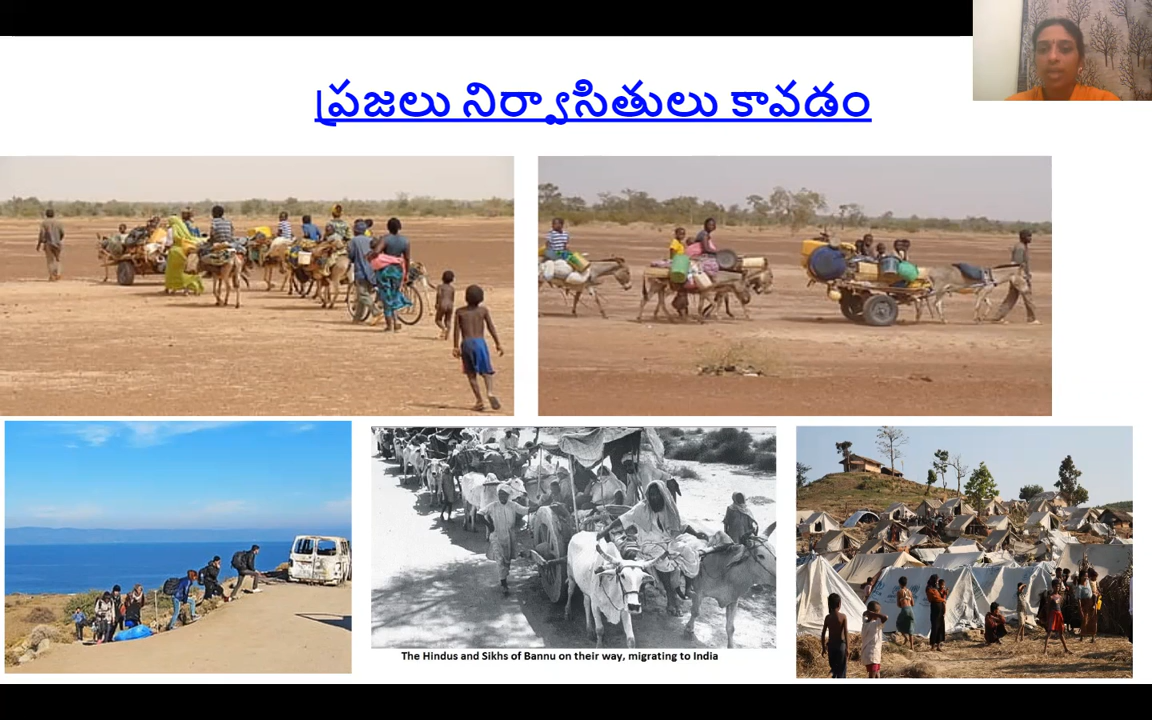 ప్రజలు నిర్వాసితులు కావడం
The Hindus and Sikhs of Bannu on their way, migrating to India